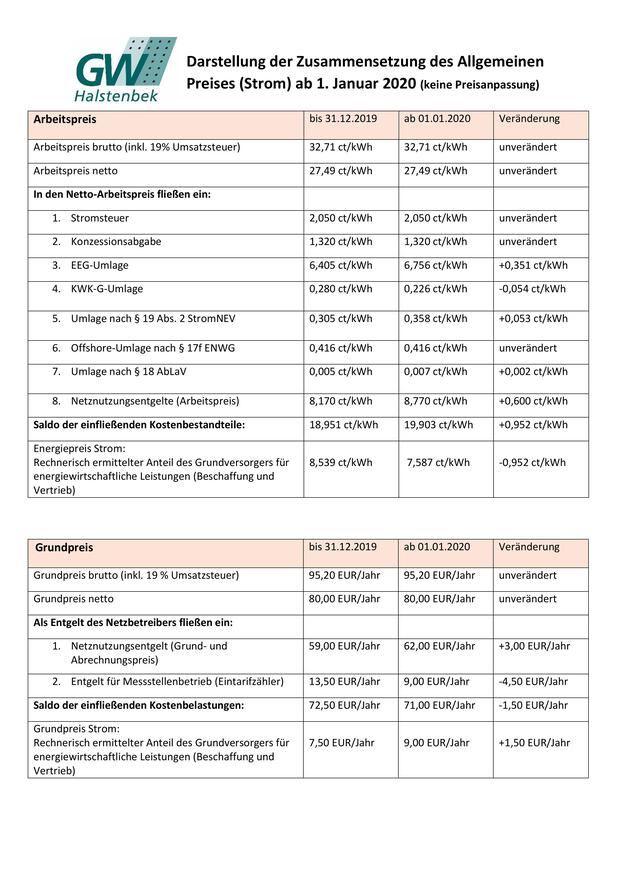 GW
Halstenbek
Darstellung der Zusammensetzung des Allgemeinen
Preises (Strom) ab 1. Januar 2020 (keine Preisanpassung)
Arbeitspreis bis 31.12.2019 ab 01.01.2020 Veränderung
Arbeitspreis brutto (inkl. 19% Umsatzsteuer) 32,71 ct/kWh 32,71 ct/kWh unverändert
Arbeitspreis netto 27,49 ct/kWh 27,49 ct/kWh unverändert
In den Netto-Arbeitspreis fließen ein:
1. Stromsteuer 2,050 ct/kWh 2,050 ct/kWh unverändert
2. Konzessionsabgabe 1,320 ct/kWh 1,320 ct/kWh unverändert
3. EEG-Umlage 6,405 ct/kWh 6,756 ct/kWh +0,351 ct/kWh
4. KWK-G-Umlage 0,280 ct/kWh 0,226 ct/kWh -0,054 ct/kWh
5. Umlage nach § 19 Abs. 2 StromNEV 0,305 ct/kWh 0,358 ct/kWh +0,053 ct/kWh
6. Offshore-Umlage nach § 17f ENWG 0,416 ct/kWh 0,416 ct/kWh unverändert
7. Umlage nach § 18 AbLaV 0,005 ct/kWh 0,007 ct/kWh +0,002 ct/kWh
8. Netznutzungsentgelte (Arbeitspreis) 8,170 ct/kWh 8,770 ct/kWh +0,600 ct/kWh
Saldo der einfließenden Kostenbestandteile: 18,951 ct/kWh 19,903 ct/kWh +0,952 ct/kWh
Energiepreis Strom:
Rechnerisch ermittelter Anteil des Grundversorgers für 8,539 ct/kWh 7,587 ct/kWh -0,952 ct/kWh
energiewirtschaftliche Leistungen (Beschaffung und
Vertrieb)
Grundpreis bis 31.12.2019 ab 01.01.2020 Veränderung
Grundpreis brutto (inkl. 19 % Umsatzsteuer) 95,20 EUR/Jahr 95,20 EUR/Jahr unverändert
Grundpreis netto 80,00 EUR/Jahr 80,00 EUR/Jahr unverändert
Als Entgelt des Netzbetreibers fließen ein:
1. Netznutzungsentgelt (Grund- und 59,00 EUR/Jahr 62,00 EUR/Jahr +3,00 EUR/Jahr
Abrechnungspreis)
2. Entgelt für Messstellenbetrieb (Eintarifzähler) 13,50 EUR/Jahr 9,00 EUR/Jahr -4,50 EUR/Jahr
Saldo der einfließenden Kostenbelastungen: 72,50 EUR/Jahr 71,00 EUR/Jahr -1,50 EUR/Jahr
Grundpreis Strom:
Rechnerisch ermittelter Anteil des Grundversorgers für 7,50 EUR/Jahr 9,00 EUR/Jahr +1,50 EUR/Jahr
energiewirtschaftliche Leistungen (Beschaffung und
Vertrieb)